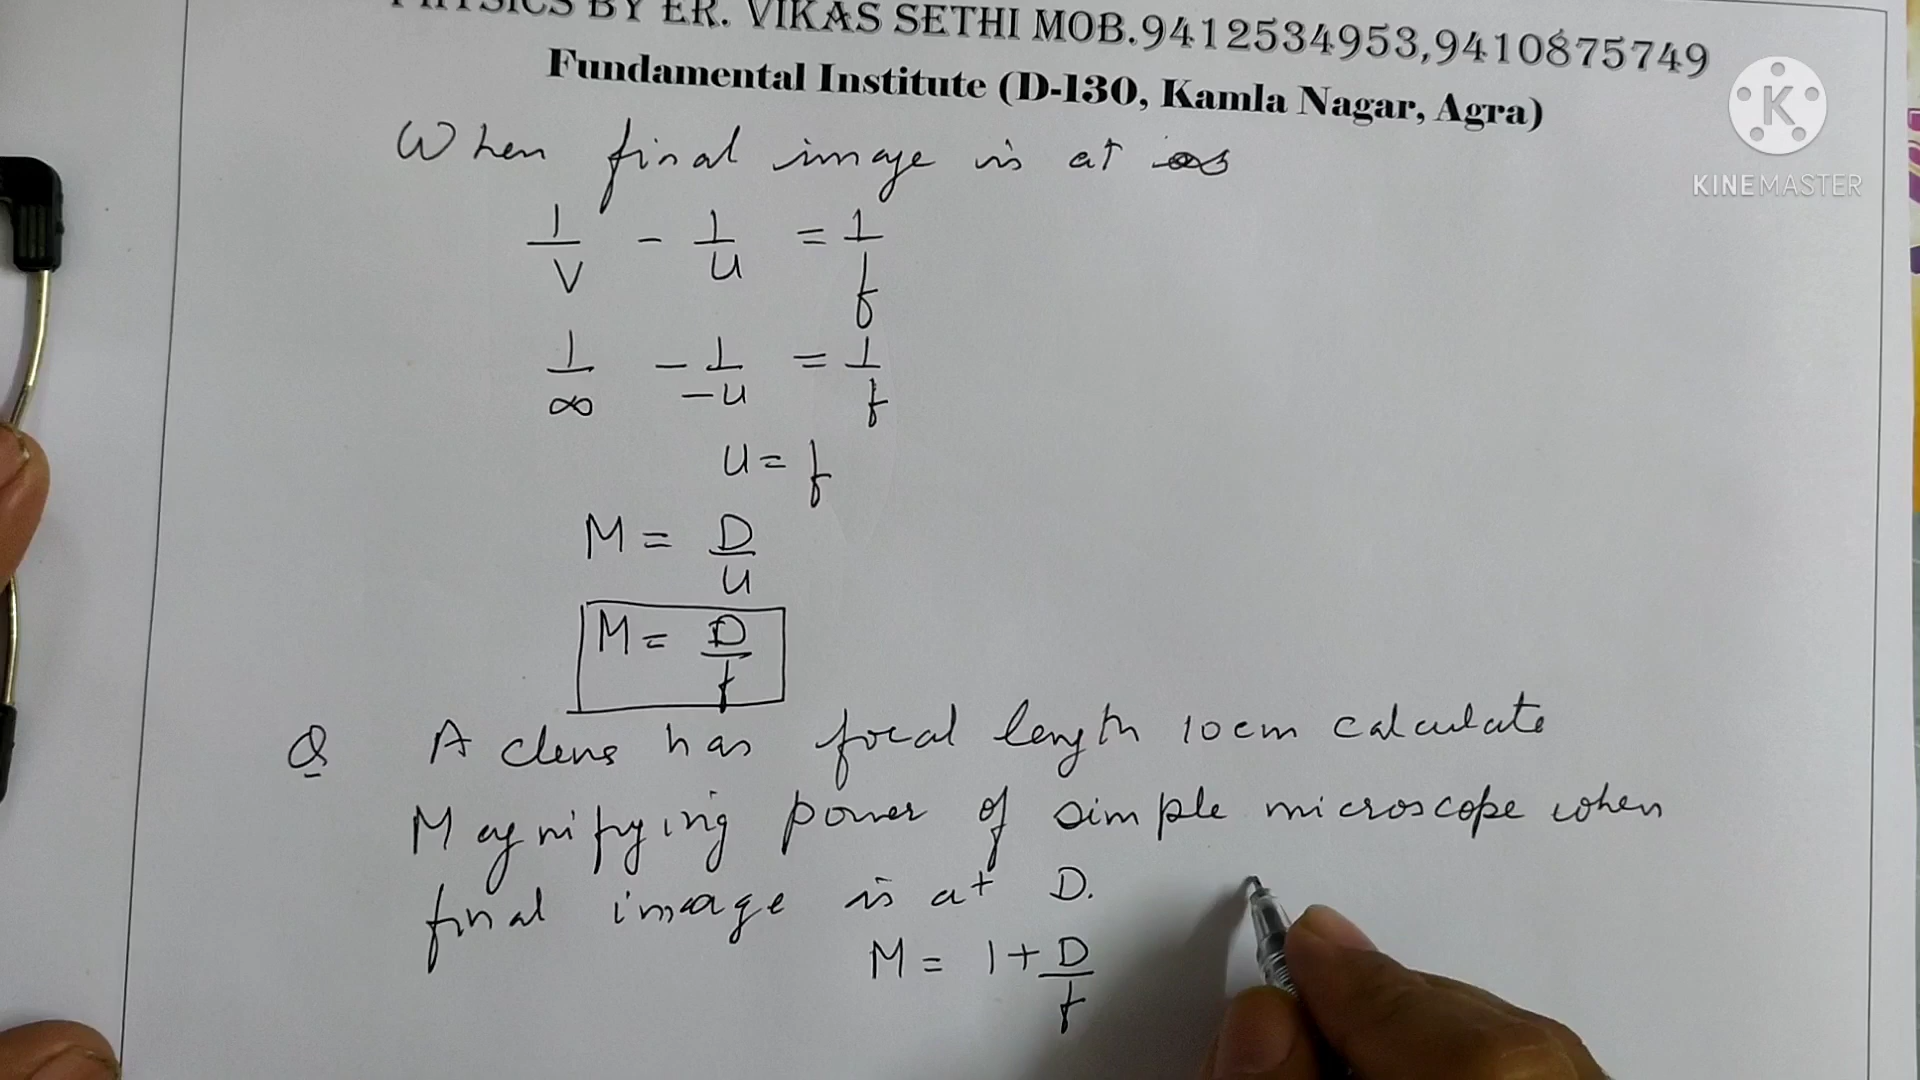 PHYSICS BY ER. VIKAS SETHI MOB.9412534953,9410875749
Fundamental Institute (D-130, Kamla Nagar, Agra)
K
KINEMASTER
When final image is at ∞
1/V - 1/u = 1/f
1/∞ - 1/-u = 1/f
u = f
M = D/u
M = D/f
Q A clens has focal length 10cm calculate
Magnifying power of simple microscope when
final image is at D.
M = 1+D/f